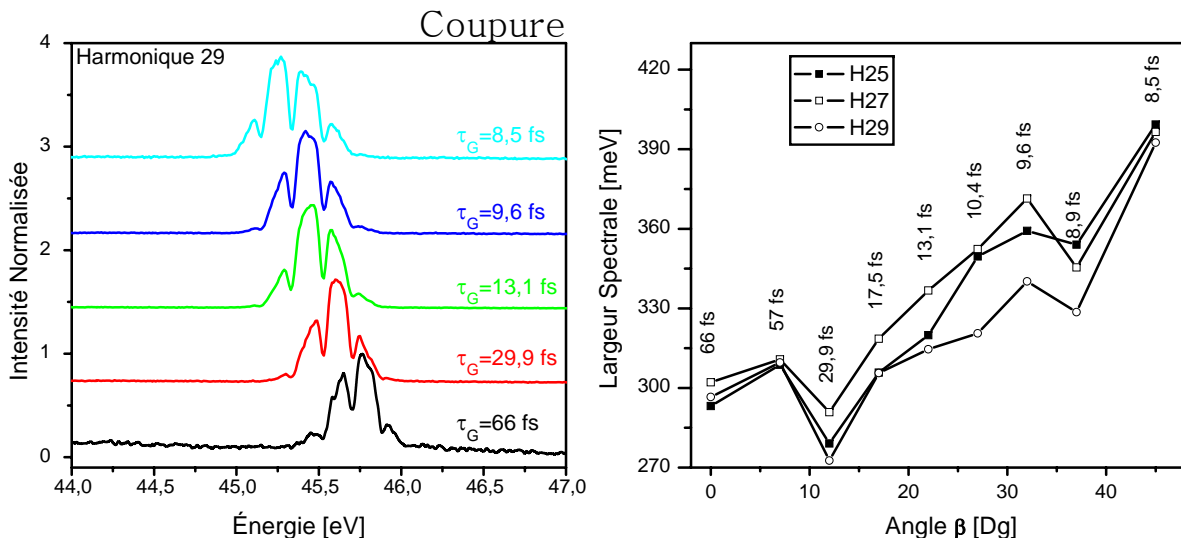 Coupure
Harmonique 29
τG=8,5 fs
τG=9,6 fs
τG=13,1 fs
τG=29,9 fs
τG=66 fs
Intensité Normalisée
4
3
2
1
0
44,0 44,5 45,0 45,5 46,0 46,5 47,0
Énergie [eV]
H25
H27
H29
66 fs
57 fs
29,9 fs
17,5 fs
13,1 fs
10,4 fs
9,6 fs
8,9 fs
8,5 fs
Largeur Spectrale [meV]
420
390
360
330
300
270
0 10 20 30 40
Angle β [Dg]